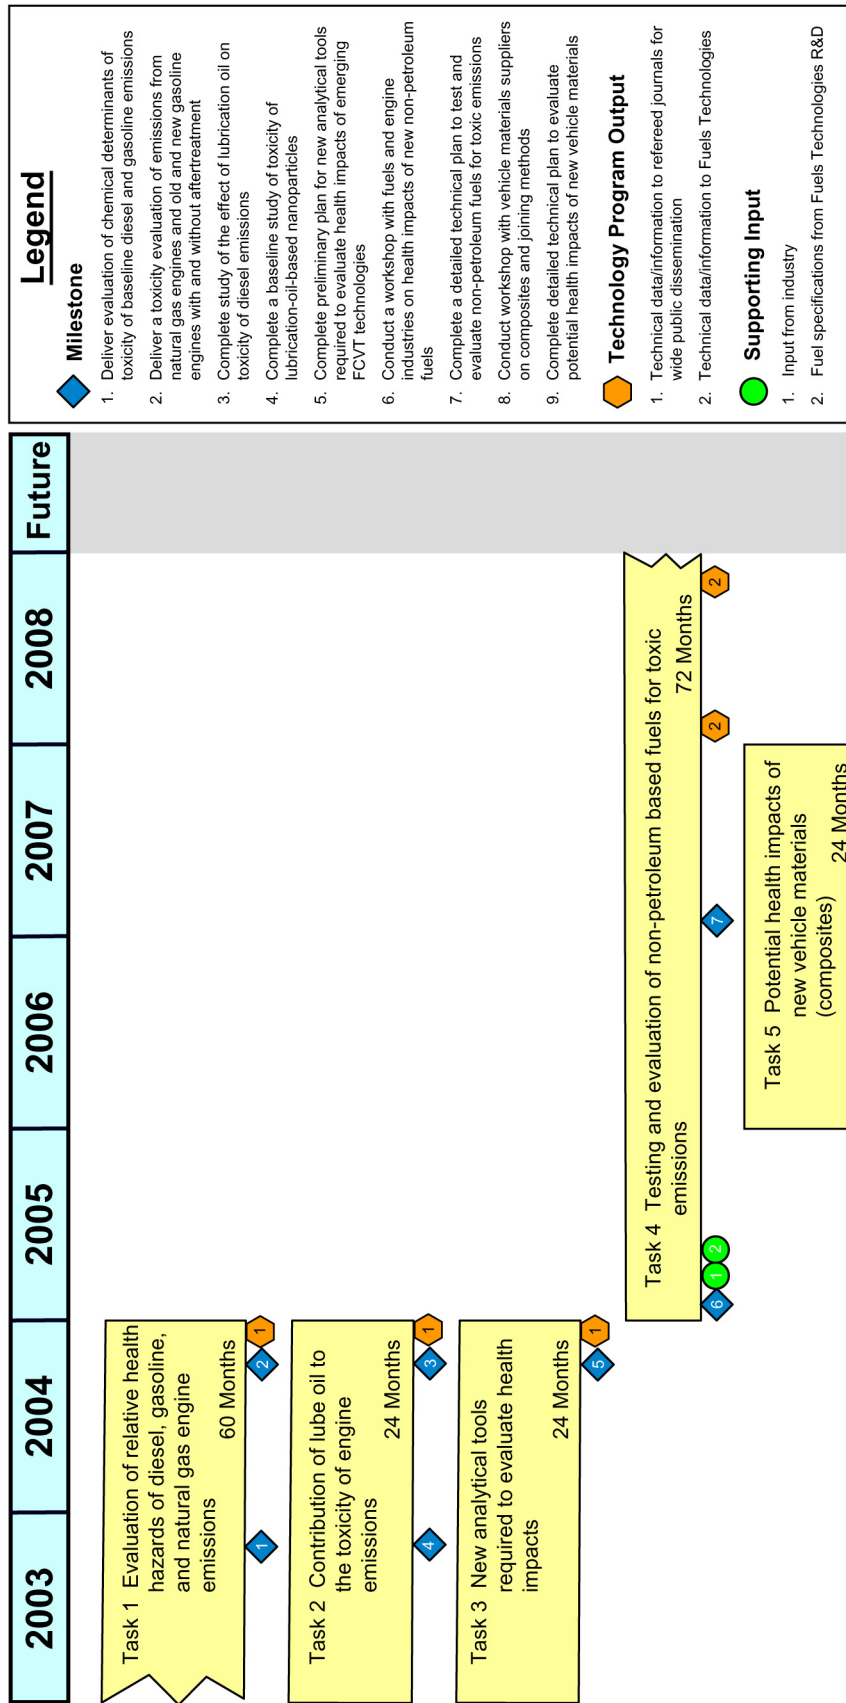 2003
2004
2005
2006
2007
2008
Future
Task 1 Evaluation of relative health
hazards of diesel, gasoline,
and natural gas engine
emissions
60 Months
1
2
1
Task 2 Contribution of lube oil to
the toxicity of engine
emissions
24 Months
4
3
1
Task 3 New analytical tools
required to evaluate health
impacts
24 Months
5
1
Task 4 Testing and evaluation of non-petroleum based fuels for toxic
emissions
72 Months
6
1
2
7
2
2
Task 5 Potential health impacts of
new vehicle materials
(composites)
24 Months
Legend
Milestone
1. Deliver evaluation of chemical determinants of
toxicity of baseline diesel and gasoline emissions
2. Deliver a toxicity evaluation of emissions from
natural gas engines and old and new gasoline
engines with and without aftertreatment
3. Complete study of the effect of lubrication oil on
toxicity of diesel emissions
4. Complete a baseline study of toxicity of
lubrication-oil-based nanoparticles
5. Complete preliminary plan for new analytical tools
required to evaluate health impacts of emerging
FCVT technologies
6. Conduct a workshop with fuels and engine
industries on health impacts of new non-petroleum
fuels
7. Complete a detailed technical plan to test and
evaluate non-petroleum fuels for toxic emissions
8. Conduct workshop with vehicle materials suppliers
on composites and joining methods
9. Complete detailed technical plan to evaluate
potential health impacts of new vehicle materials
Technology Program Output
1. Technical data/information to refereed journals for
wide public dissemination
2. Technical data/information to Fuels Technologies
Supporting Input
1. Input from industry
2. Fuel specifications from Fuels Technologies R&D